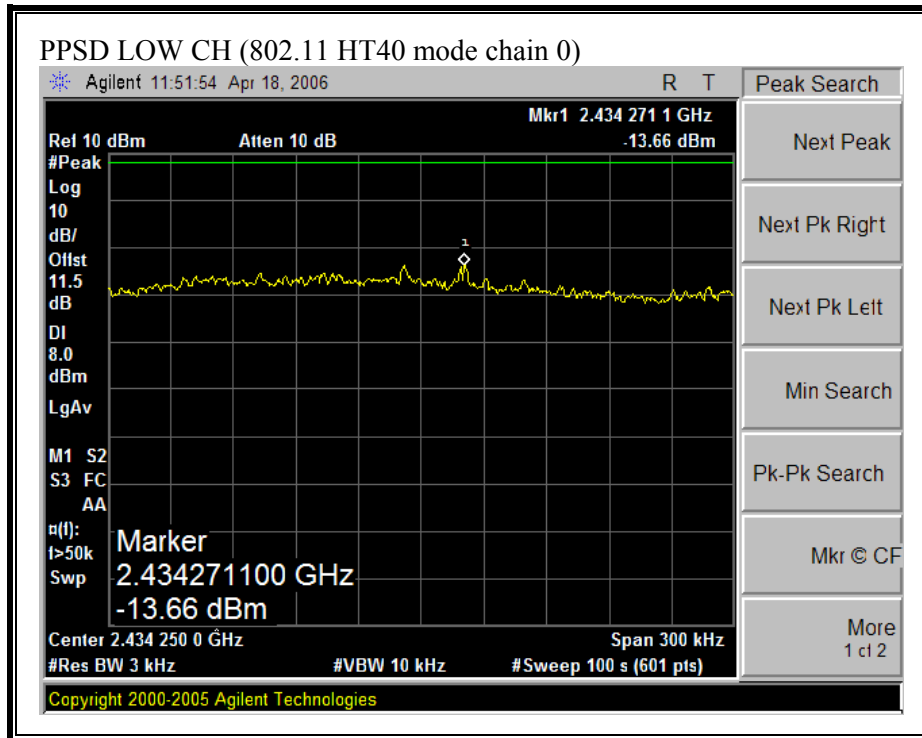 PPSD LOW CH (802.11 HT40 mode chain 0)
Agilent 11:51:54 Apr 18, 2006 R T
Peak Search
Mkr1 2.434 271 1 GHz
Ref 10 dBm Atten 10 dB -13.66 dBm
#Peak
Log
10
dB/
Offst
11.5
dB
DI
8.0
dBm
LgAv
M1 S2
S3 FC
AA
¤(f):
f>50k
Swp
1
Marker
2.434271100 GHz
-13.66 dBm
Center 2.434 250 0 GHz Span 300 kHz
#Res BW 3 kHz #VBW 10 kHz #Sweep 100 s (601 pts)
Copyright 2000-2005 Agilent Technologies
Next Peak
Next Pk Right
Next Pk Left
Min Search
Pk-Pk Search
Mkr © CF
More
1 of 2